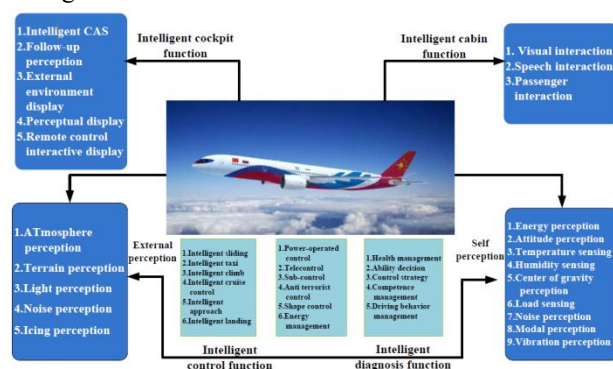 1.Intelligent CAS
2.Follow-up
perception
3.External
environment
display
4.Perceptual display
5.Remote control
interactive display
Intelligent cockpit
function
Intelligent cabin
function
1. Visual interaction
2.Speech interaction
3.Passenger
interaction
1.ATmosphere
perception
2.Terrain perception
3.Light perception
4.Noise perception
5.Icing perception
External
perception
1.Intelligent sliding
2.Intelligent taxi
3.Intelligent climb
4.Intelligent cruise
control
5.Intelligent
approach
6.Intelligent landing
1.Power-operated
control
2.Telecontrol
3.Sub-control
4.Anti terrorist
control
5.Shape control
6.Energy
management
1.Health management
2.Ability decision
3.Control strategy
4.Competence
management
5.Driving behavior
management
Self
perception
1.Energy perception
2.Attitude perception
3.Temperature sensing
4.Humidity sensing
5.Center of gravity
perception
6.Load sensing
7.Noise perception
8.Modal perception
9.Vibration perception
Intelligent
control function
Intelligent
diagnosis function